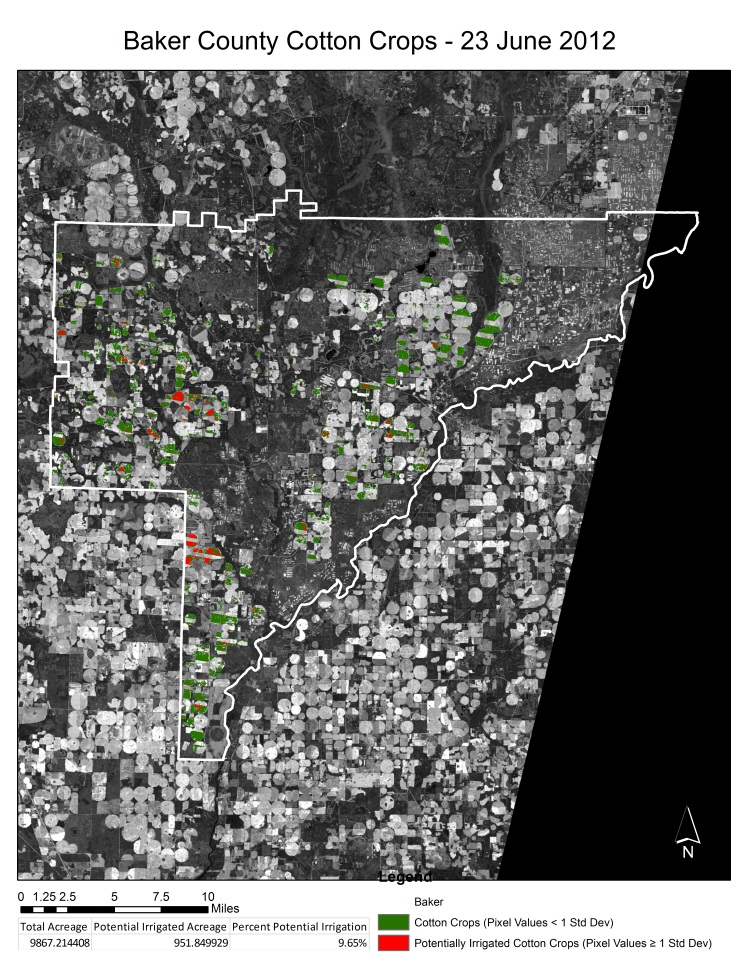 Baker County Cotton Crops - 23 June 2012
N
Legend
0 1.25 2.5 5 7.5 10
Miles
Baker
Cotton Crops (Pixel Values < 1 Std Dev)
Potentially Irrigated Cotton Crops (Pixel Values ≥ 1 Std Dev)
Total Acreage Potential Irrigated Acreage Percent Potential Irrigation
9867.214408 951.849929 9.65%